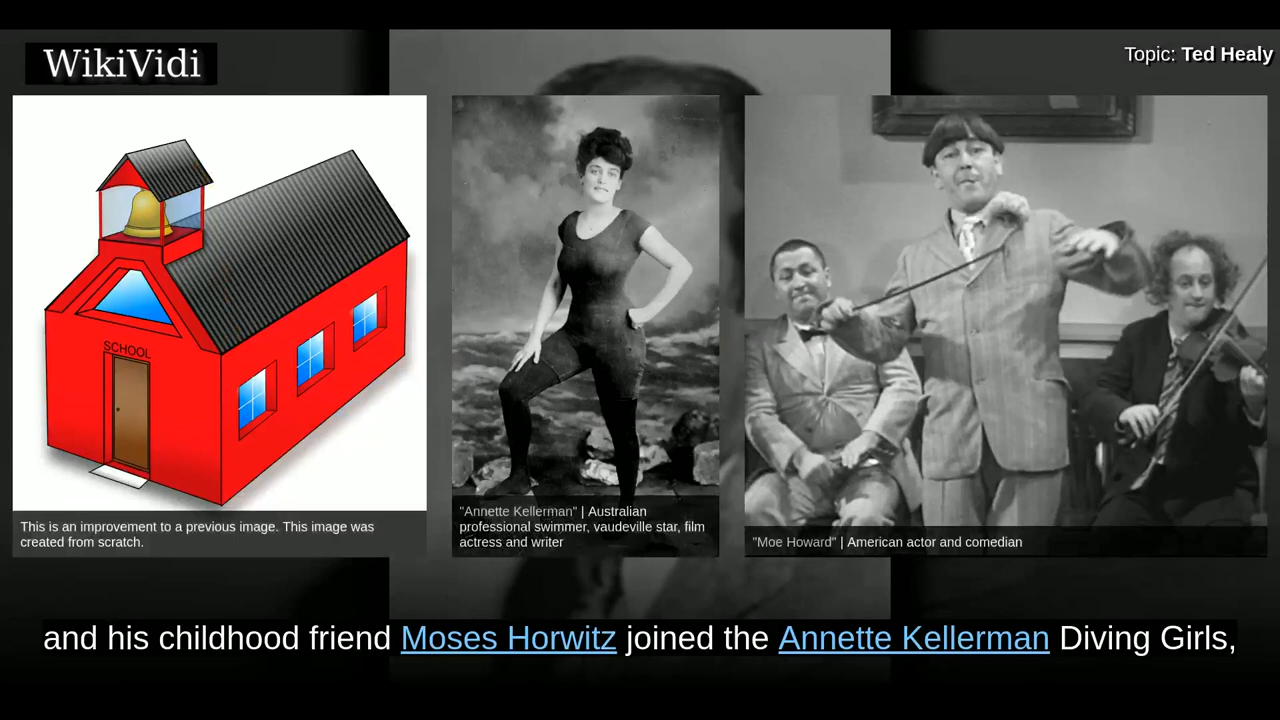 WikiVidi
Topic: Ted Healy
SCHOOL
This is an improvement to a previous image. This image was
created from scratch.
"Annette Kellerman" | Australian
professional swimmer, vaudeville star, film
actress and writer
"Moe Howard" | American actor and comedian
and his childhood friend Moses Horwitz joined the Annette Kellerman Diving Girls,